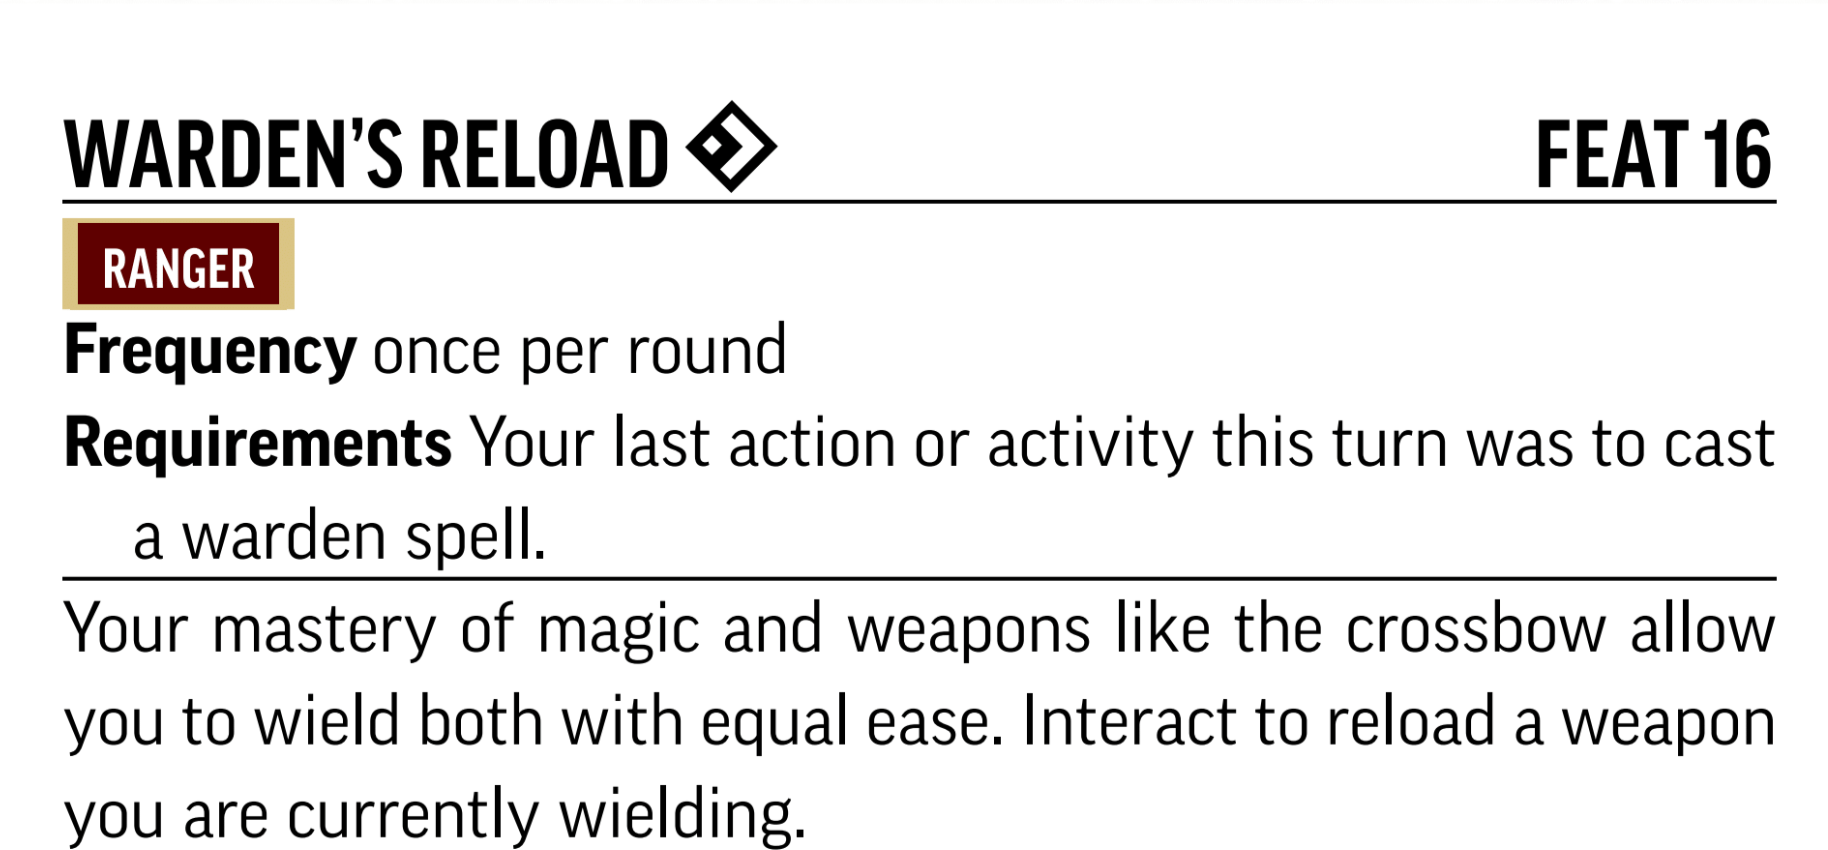 WARDEN’S RELOAD FEAT 16
RANGER
Frequency once per round
Requirements Your last action or activity this turn was to cast
a warden spell.
Your mastery of magic and weapons like the crossbow allow
you to wield both with equal ease. Interact to reload a weapon
you are currently wielding.